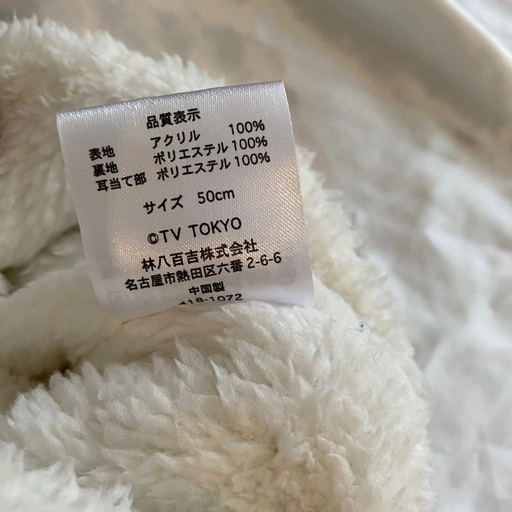 品質表示
表地 アクリル 100%
裏地 ポリエステル 100%
耳当て部 ポリエステル 100%
サイズ 50cm
©TV TOKYO
林八百吉株式会社
名古屋市熱田区六番 2-6-6
中国製